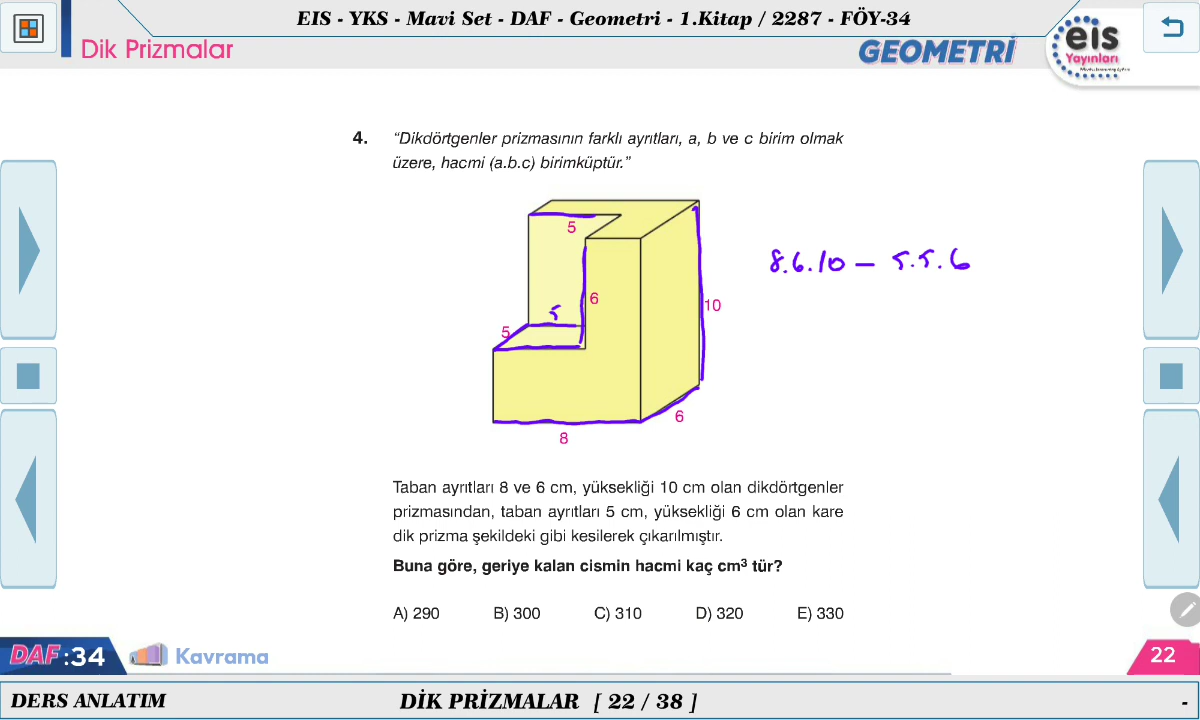 EIS - YKS - Mavi Set - DAF - Geometri - 1.Kitap / 2287 - FÖY-34
Dik Prizmalar
GEOMETRİ
eis
Yayınları
4. “Dikdörtgenler prizmasının farklı ayrıtları, a, b ve c birim olmak
üzere, hacmi (a.b.c) birimküptür.”
5
8.6.10 – 5.5.6
6
10
5
5
6
8
Taban ayrıtları 8 ve 6 cm, yüksekliği 10 cm olan dikdörtgenler
prizmasından, taban ayrıtları 5 cm, yüksekliği 6 cm olan kare
dik prizma şekildeki gibi kesilerek çıkarılmıştır.
Buna göre, geriye kalan cismin hacmi kaç cm³ tür?
A) 290 B) 300 C) 310 D) 320 E) 330
DAF:34 Kavrama
22
DERS ANLATIM DİK PRİZMALAR [ 22 / 38 ] -